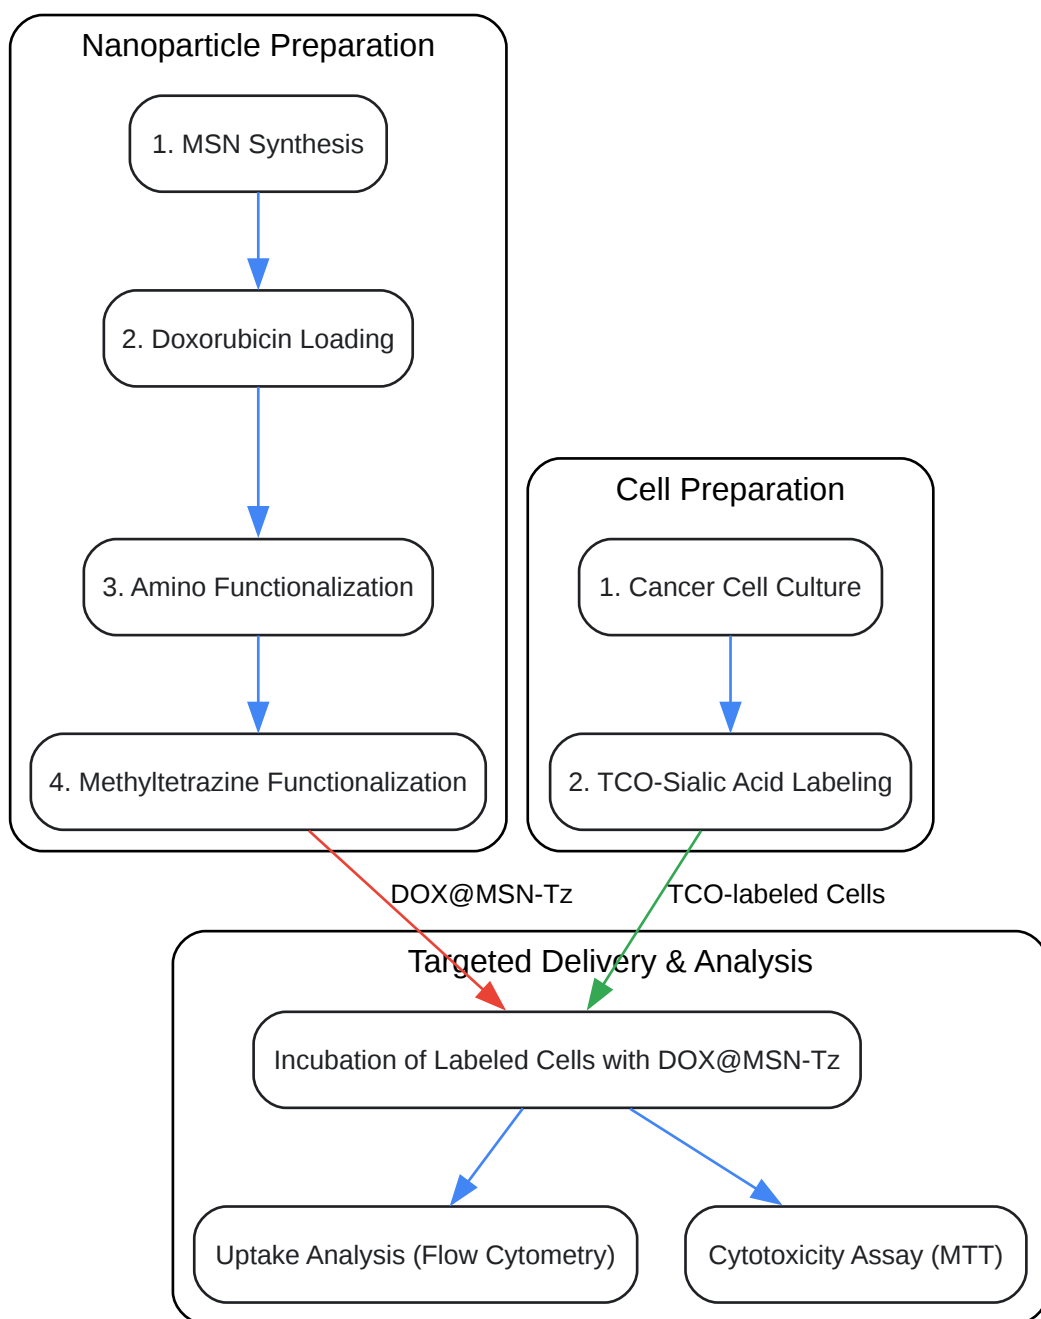 Nanoparticle Preparation
1. MSN Synthesis
2. Doxorubicin Loading
3. Amino Functionalization
4. Methyltetrazine Functionalization
Cell Preparation
1. Cancer Cell Culture
2. TCO-Sialic Acid Labeling
DOX@MSN-Tz
TCO-labeled Cells
Targeted Delivery & Analysis
Incubation of Labeled Cells with DOX@MSN-Tz
Uptake Analysis (Flow Cytometry)
Cytotoxicity Assay (MTT)